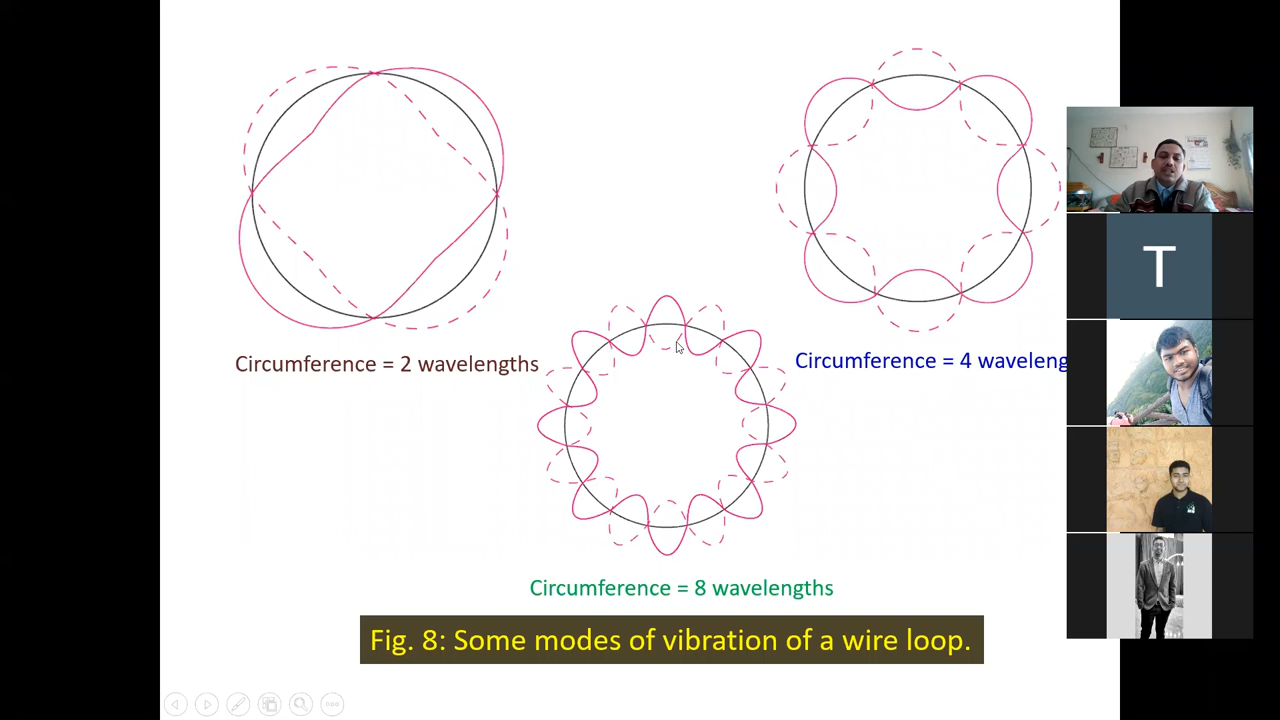 Circumference = 2 wavelengths
Circumference = 4 waveleng
Circumference = 8 wavelengths
Fig. 8: Some modes of vibration of a wire loop.
T